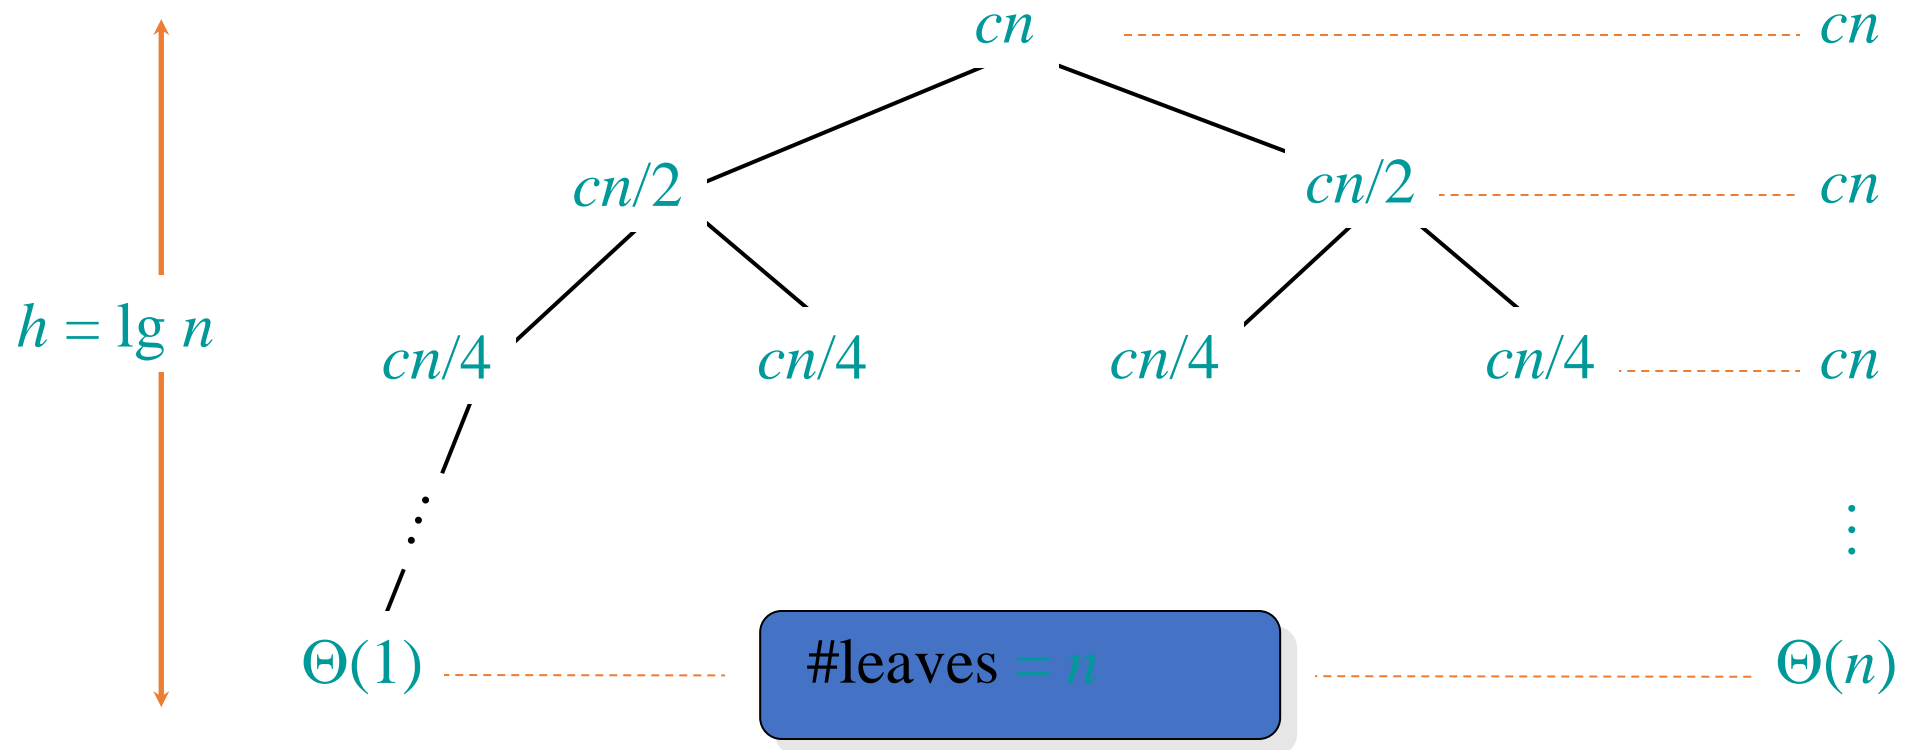 cn cn
cn/2 cn/2 cn
h = lg n
cn/4 cn/4 cn/4 cn/4 cn
⋮
Θ(1) #leaves = n Θ(n)